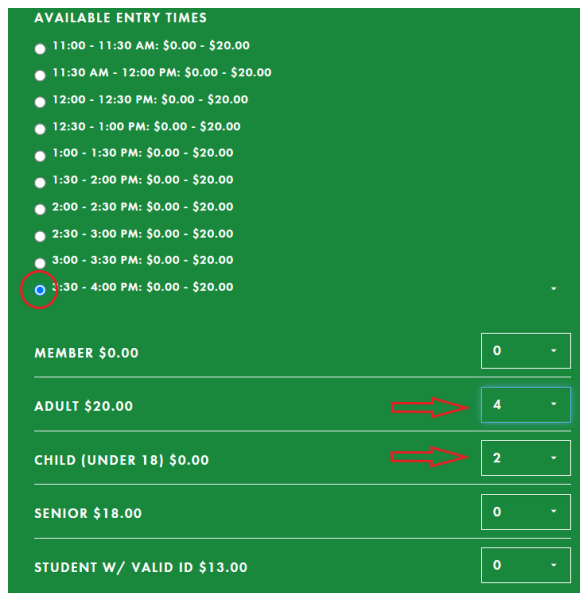 AVAILABLE ENTRY TIMES
11:00 - 11:30 AM: $0.00 - $20.00
11:30 AM - 12:00 PM: $0.00 - $20.00
12:00 - 12:30 PM: $0.00 - $20.00
12:30 - 1:00 PM: $0.00 - $20.00
1:00 - 1:30 PM: $0.00 - $20.00
1:30 - 2:00 PM: $0.00 - $20.00
2:00 - 2:30 PM: $0.00 - $20.00
2:30 - 3:00 PM: $0.00 - $20.00
3:00 - 3:30 PM: $0.00 - $20.00
3:30 - 4:00 PM: $0.00 - $20.00
MEMBER $0.00 0
ADULT $20.00 4
CHILD (UNDER 18) $0.00 2
SENIOR $18.00 0
STUDENT W/ VALID ID $13.00 0